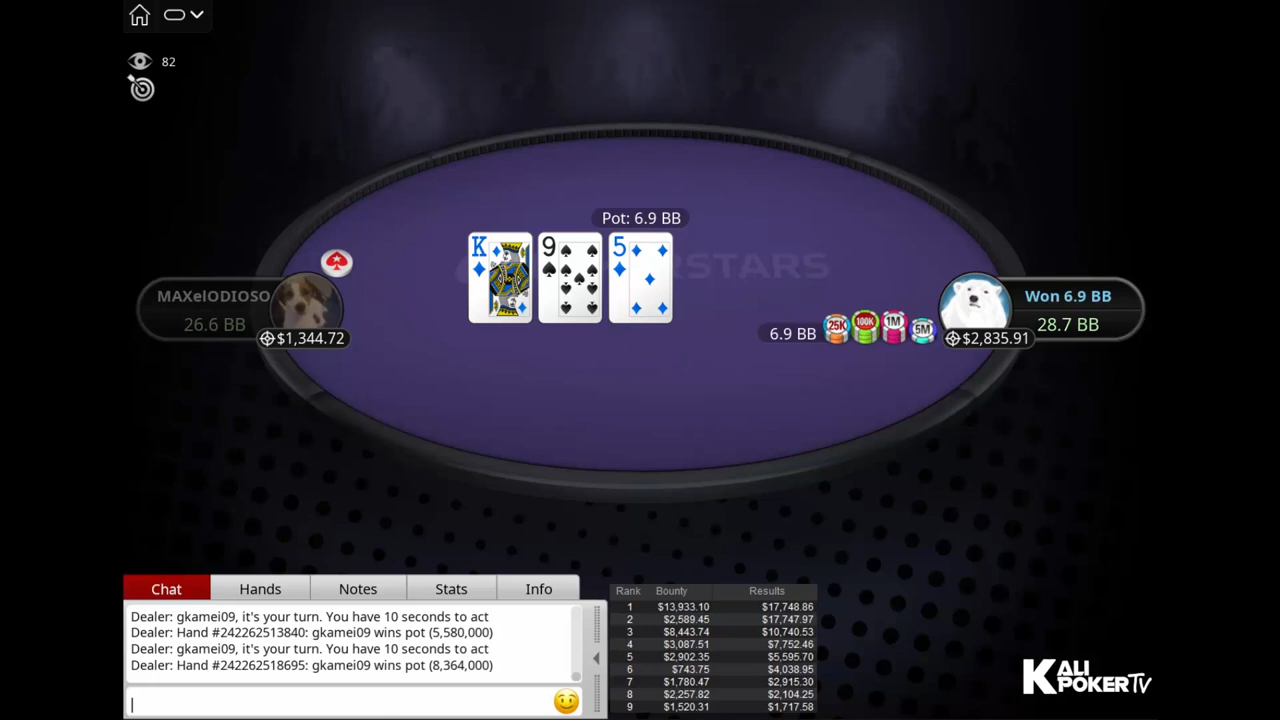 82
Pot: 6.9 BB
K 9 5
STARS
MAXelODIOSO
26.6 BB
$1,344.72
6.9 BB
25K 100K 1M 5M
Won 6.9 BB
28.7 BB
$2,835.91
Chat Hands Notes Stats Info
Dealer: gkamei09, it's your turn. You have 10 seconds to act
Dealer: Hand #242262513840: gkamei09 wins pot (5,580,000)
Dealer: gkamei09, it's your turn. You have 10 seconds to act
Dealer: Hand #242262518695: gkamei09 wins pot (8,364,000)
Rank Bounty Results
1 $13,933.10 $17,748.86
2 $2,589.45 $17,747.97
3 $8,443.74 $10,740.53
4 $3,087.51 $7,752.46
5 $2,902.35 $5,595.70
6 $743.75 $4,038.95
7 $1,780.47 $2,915.30
8 $2,257.82 $2,104.25
9 $1,520.31 $1,717.58
KALI
POKERTV